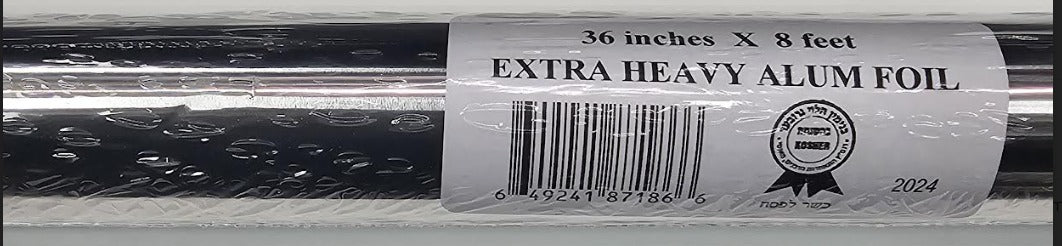 36 inches X 8 feet
EXTRA HEAVY ALUM FOIL
KOSHER
6 49241 87186 6
כשר לפסח
2024